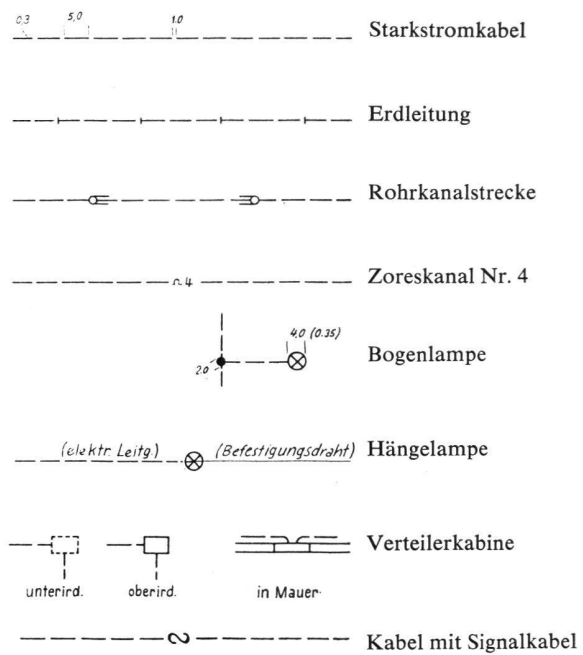 0,3 5,0 1.0
Starkstromkabel
Erdleitung
Rohrkanalstrecke
4 Zoreskanal Nr. 4
4.0 (0.35)
Bogenlampe
2.0
(elektr. Leitg.) (Befestigungsdraht) Hängelampe
Verteilerkabine
unterird. oberird. in Mauer
Kabel mit Signalkabel